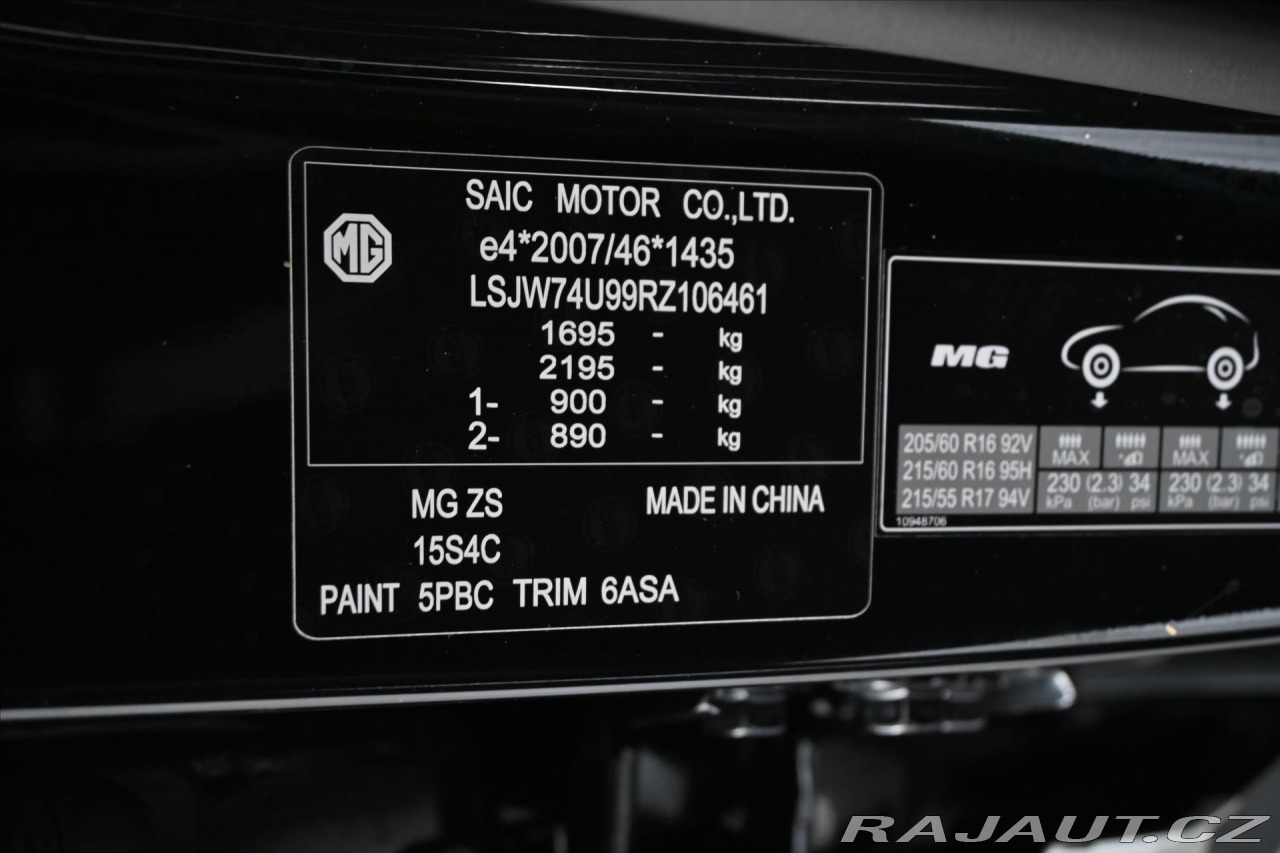 SAIC MOTOR CO.,LTD.
MG
e4*2007/46*1435
LSJW74U99RZ106461
1695 - kg
2195 - kg
1- 900 - kg
2- 890 - kg
MG ZS MADE IN CHINA
15S4C
PAINT 5PBC TRIM 6ASA
MG
205/60 R16 92V
215/60 R16 95H
215/55 R17 94V
MAX MAX
230 (2.3) 34 230 (2.3) 34
kPa (bar) psi kPa (bar) psi
10948706
RAJAUT.CZ